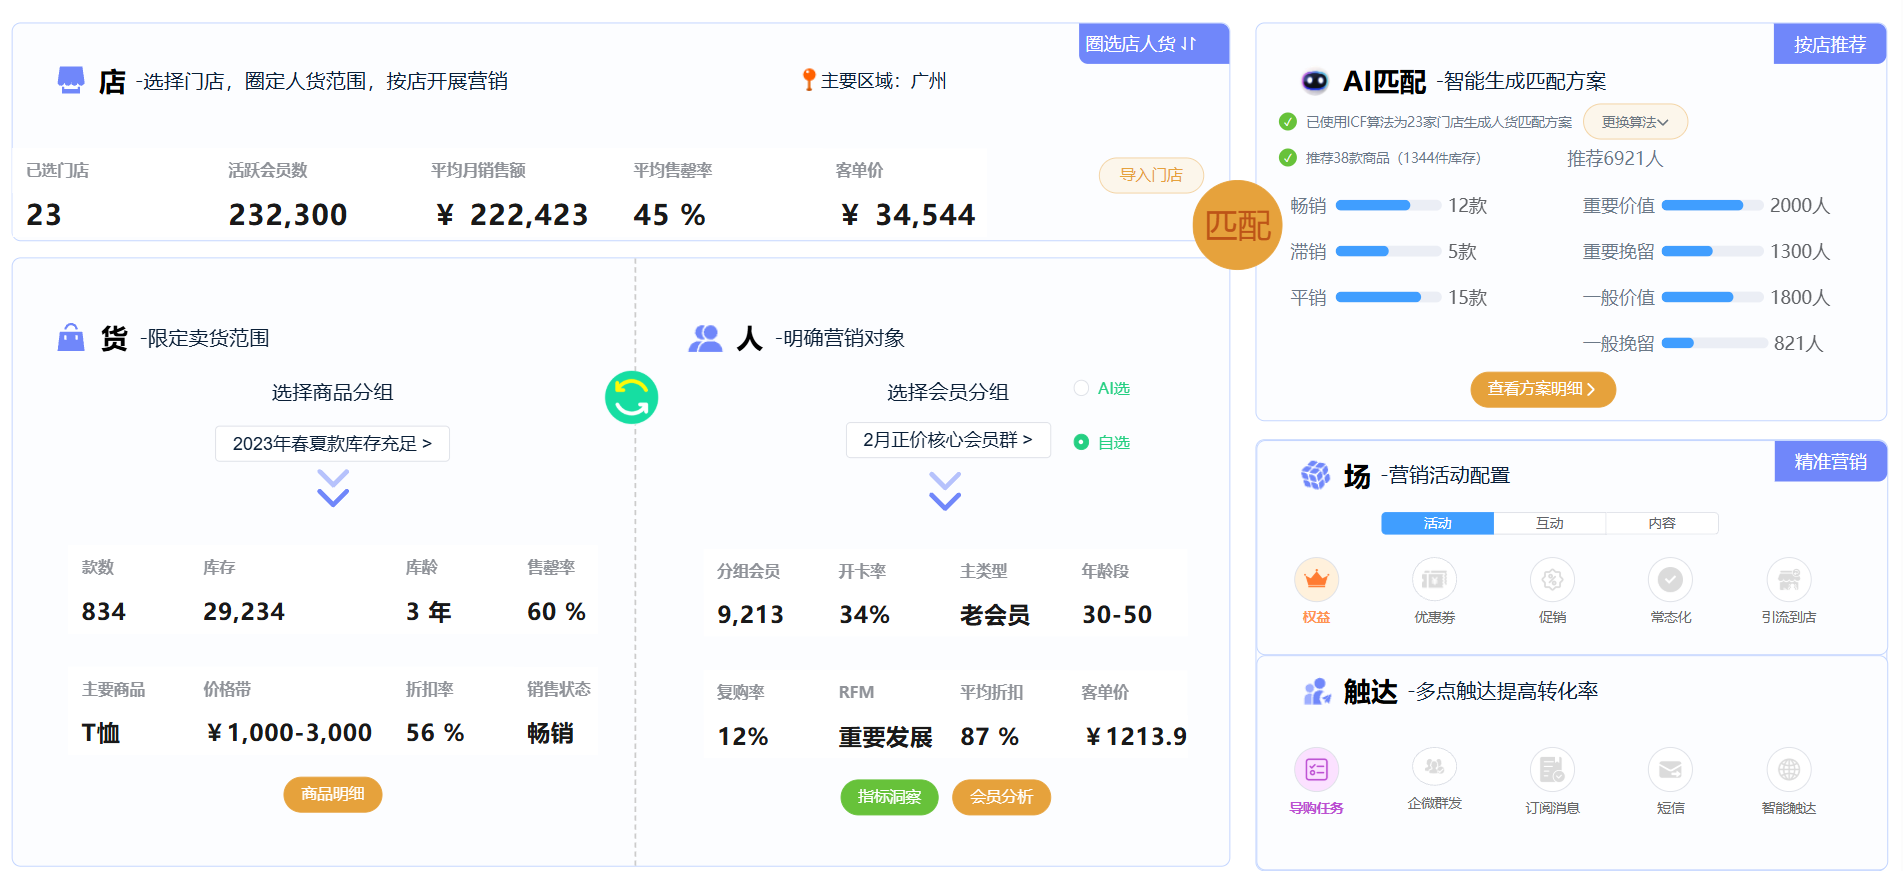 圈选店人货
店 -选择门店，圈定人货范围，按店开展营销
主要区域：广州
已选门店 活跃会员数 平均月销售额 平均售罄率 客单价
23 232,300 ¥ 222,423 45 % ¥ 34,544
导入门店
匹配
货 -限定卖货范围
选择商品分组
2023年春夏款库存充足 >
款数 库存 库龄 售罄率
834 29,234 3 年 60 %
主要商品 价格带 折扣率 销售状态
T恤 ¥1,000-3,000 56 % 畅销
商品明细
人 -明确营销对象
选择会员分组
AI选
2月正价核心会员群 >
自选
分组会员 开卡率 主类型 年龄段
9,213 34% 老会员 30-50
复购率 RFM 平均折扣 客单价
12% 重要发展 87 % ¥1213.9
指标洞察 会员分析
按店推荐
AI匹配 -智能生成匹配方案
已使用ICF算法为23家门店生成人货匹配方案 更换算法
推荐38款商品（1344件库存） 推荐6921人
畅销 12款 重要价值 2000人
滞销 5款 重要挽留 1300人
平销 15款 一般价值 1800人
一般挽留 821人
查看方案明细
精准营销
场 -营销活动配置
活动 互动 内容
权益 优惠券 促销 常态化 引流到店
触达 -多点触达提高转化率
导购任务 企微群发 订阅消息 短信 智能触达